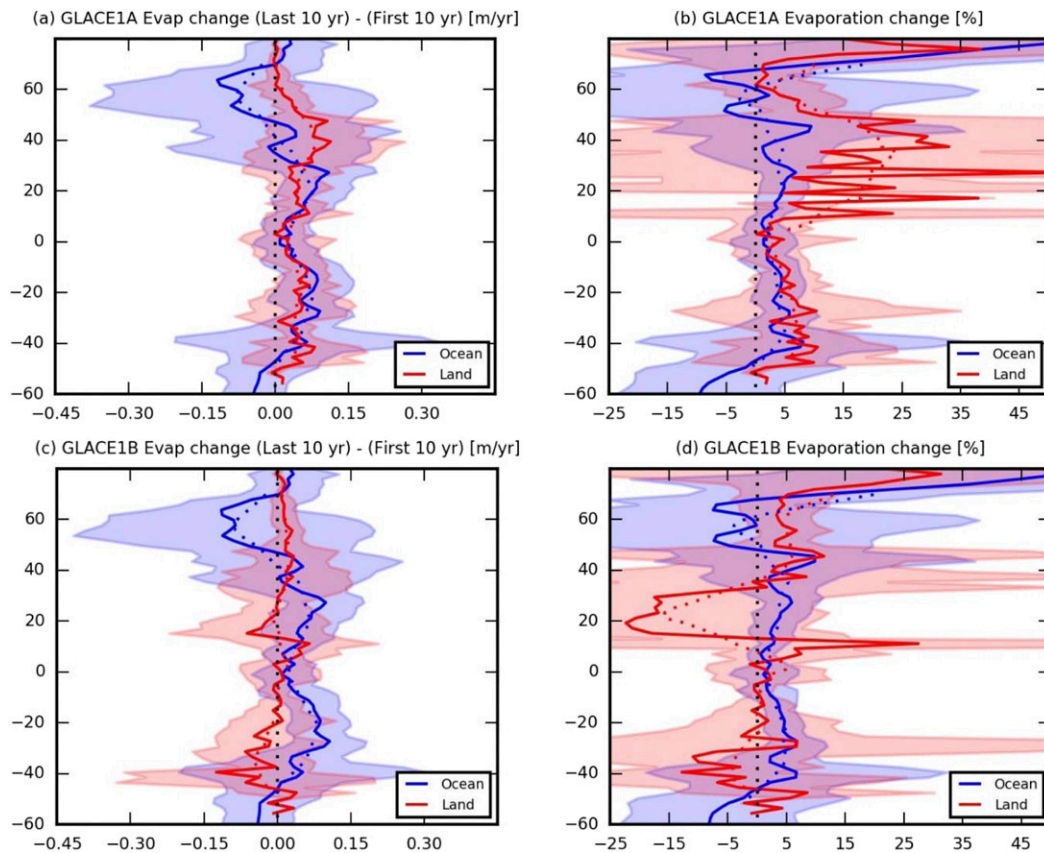 (a) GLACE1A Evap change (Last 10 yr) - (First 10 yr) [m/yr]
60
40
20
0
−20
−40
−60
−0.45 −0.30 −0.15 0.00 0.15 0.30
Ocean
Land
(b) GLACE1A Evaporation change [%]
60
40
20
0
−20
−40
−60
−25 −15 −5 5 15 25 35 45
Ocean
Land
(c) GLACE1B Evap change (Last 10 yr) - (First 10 yr) [m/yr]
60
40
20
0
−20
−40
−60
−0.45 −0.30 −0.15 0.00 0.15 0.30
Ocean
Land
(d) GLACE1B Evaporation change [%]
60
40
20
0
−20
−40
−60
−25 −15 −5 5 15 25 35 45
Ocean
Land